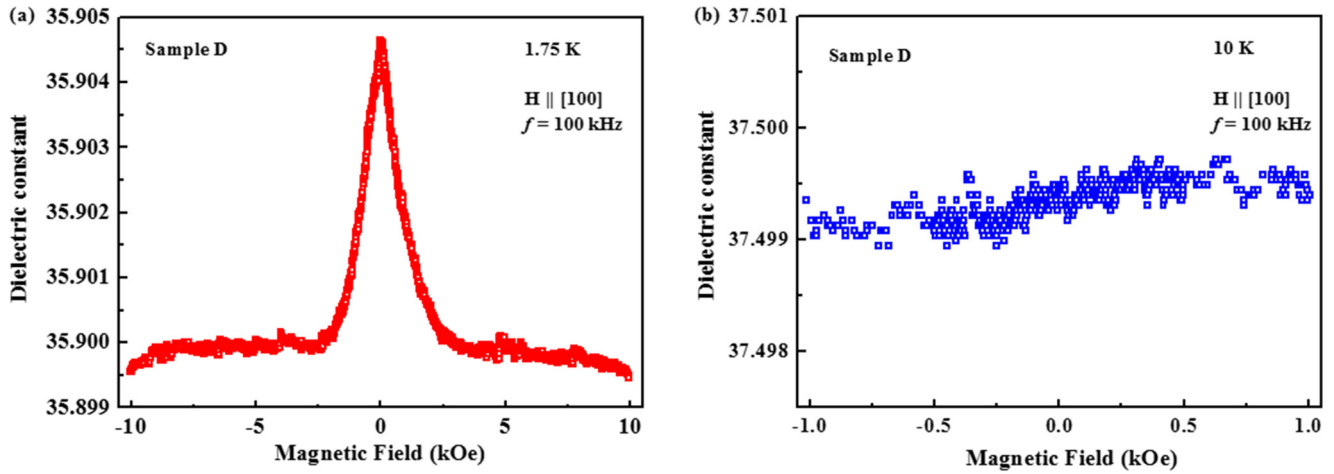 (a)
35.905
35.904
35.903
35.902
35.901
35.900
35.899
Dielectric constant
Sample D
1.75 K
H || [100]
f = 100 kHz
-10
-5
0
5
10
Magnetic Field (kOe)
(b)
37.501
37.500
37.499
37.498
Dielectric constant
Sample D
10 K
H || [100]
f = 100 kHz
-1.0
-0.5
0.0
0.5
1.0
Magnetic Field (kOe)